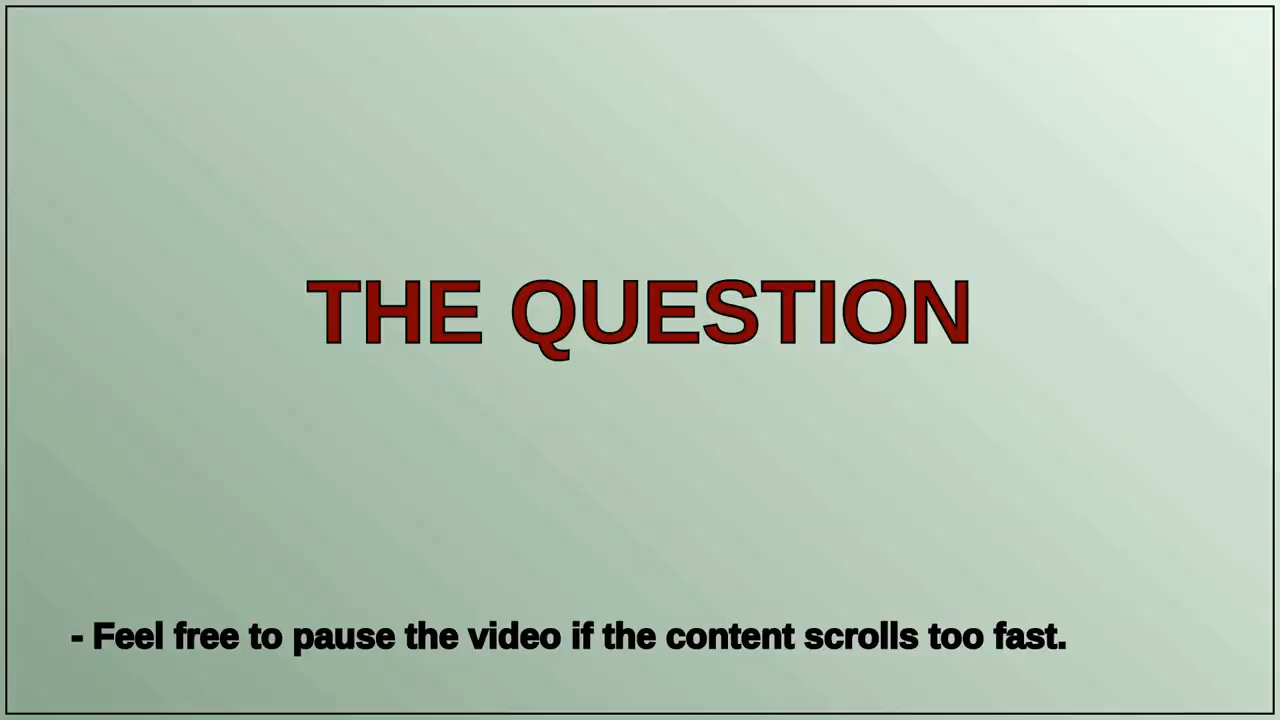 THE QUESTION
- Feel free to pause the video if the content scrolls too fast.